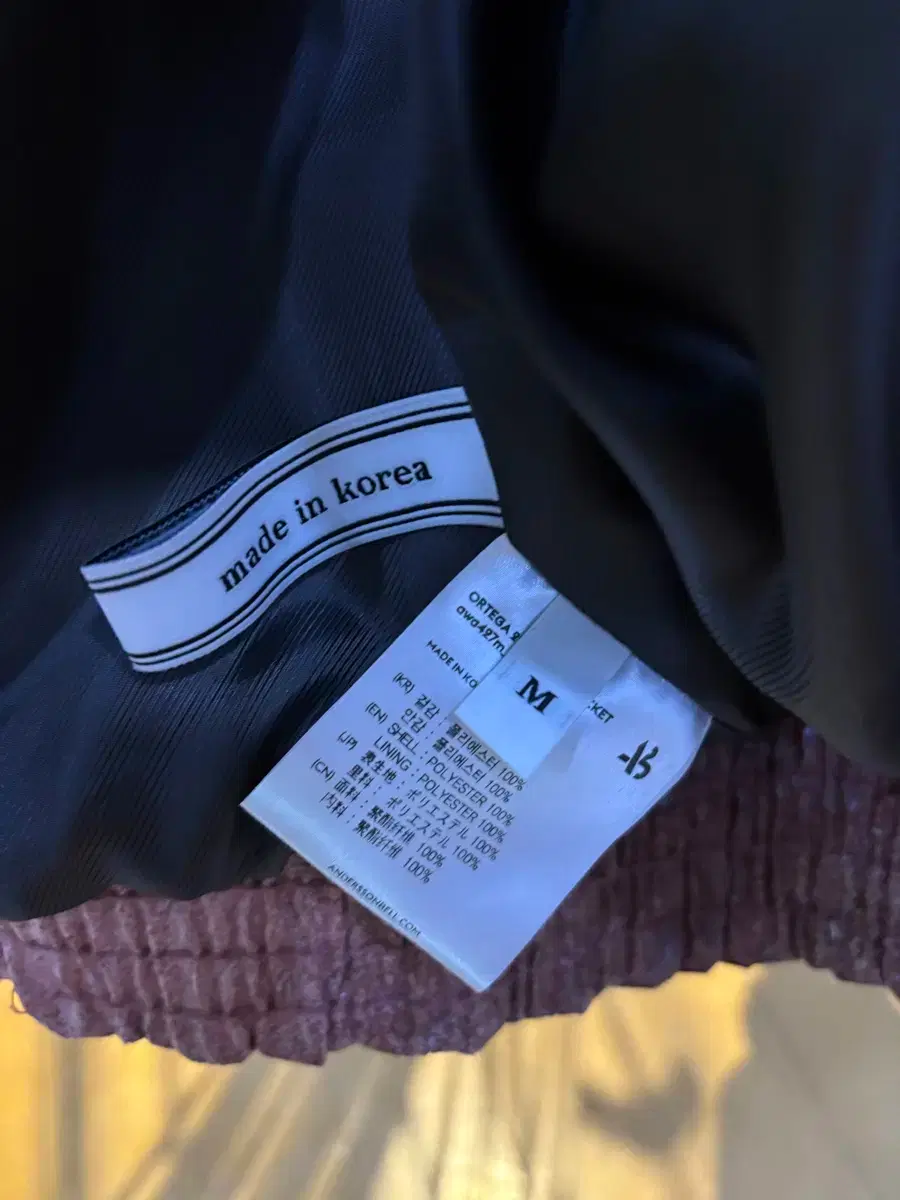 made in korea
ORTEGA
awa497m
MADE IN KO
M
CKET
(KR) 겉감 : 폴리에스터 100%
안감 : 폴리에스터 100%
(EN) SHELL : POLYESTER 100%
LINING : POLYESTER 100%
(JP) 表生地 : ポリエステル 100%
里料 : ポリエステル 100%
(CN) 面料 : 聚酯纤维 100%
内料 : 聚酯纤维 100%
ANDERSSONBELL.COM